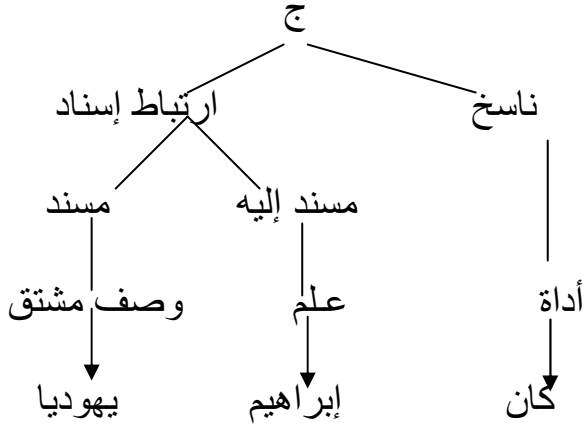 ج
ناسخ ارتباط إسناد
مسند إليه مسند
أداة علم وصف مشتق
كان إبراهيم يهوديا